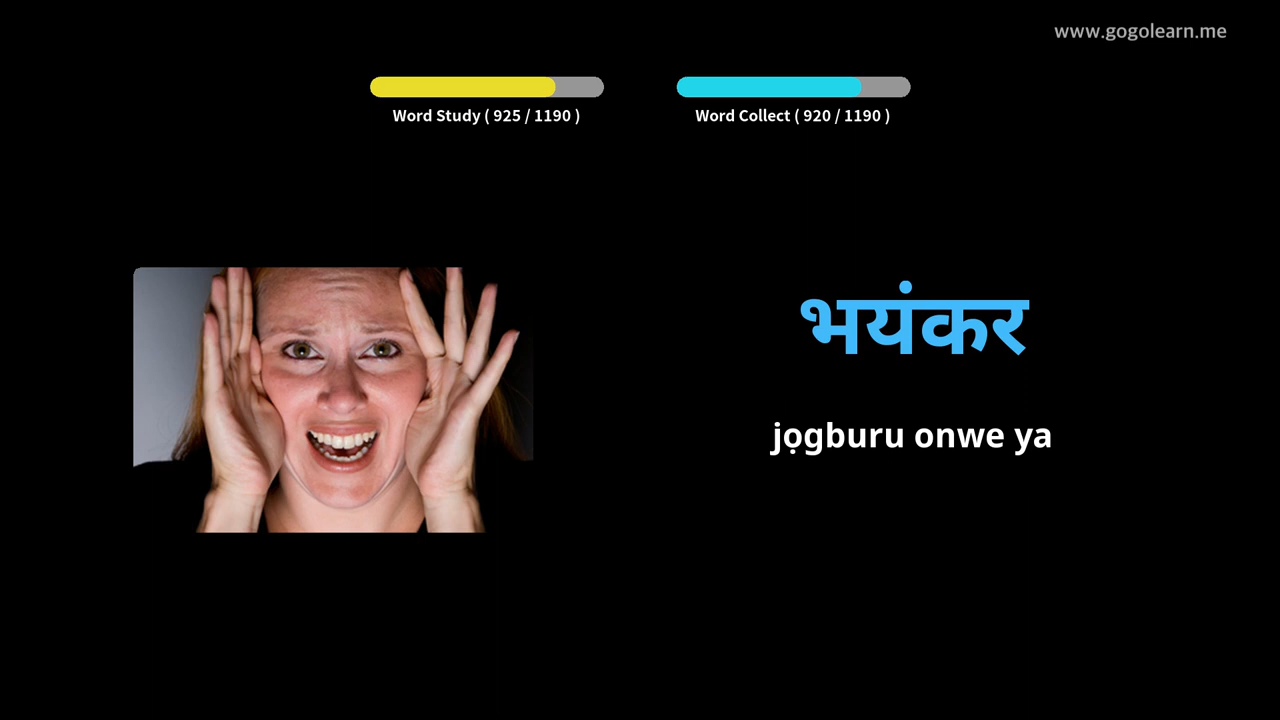 www.gogolearn.me
Word Study ( 925 / 1190 )
Word Collect ( 920 / 1190 )
भयंकर
jọgburu onwe ya